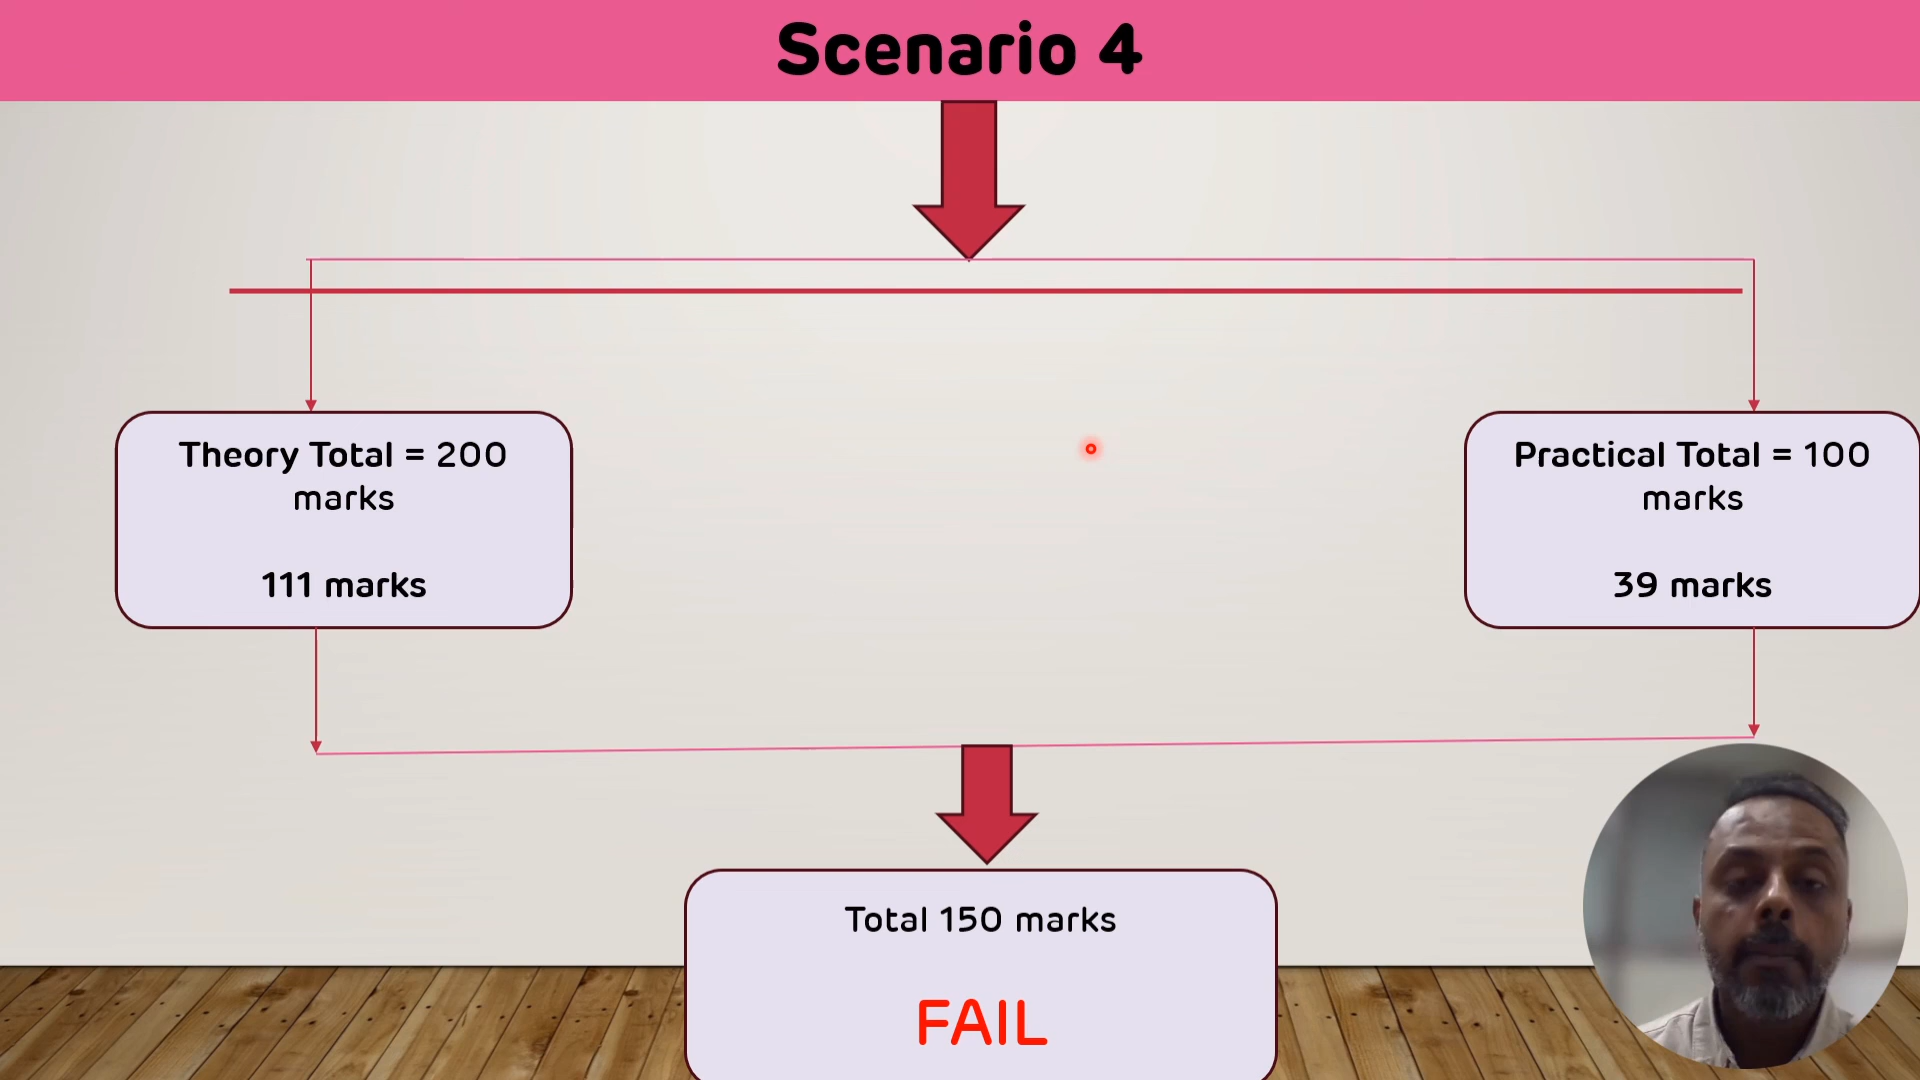 Scenario 4
Theory Total = 200
marks
111 marks
Practical Total = 100
marks
39 marks
Total 150 marks
FAIL